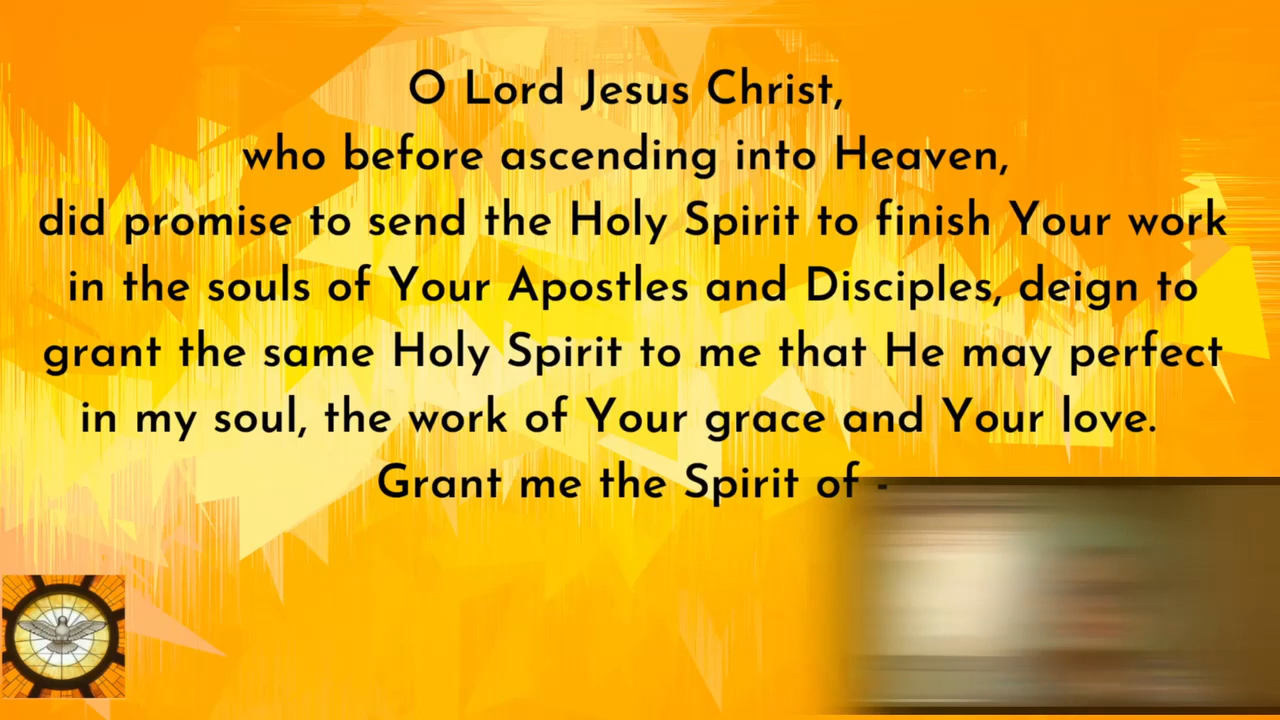 O Lord Jesus Christ,
who before ascending into Heaven,
did promise to send the Holy Spirit to finish Your work
in the souls of Your Apostles and Disciples, deign to
grant the same Holy Spirit to me that He may perfect
in my soul, the work of Your grace and Your love.
Grant me the Spirit of -